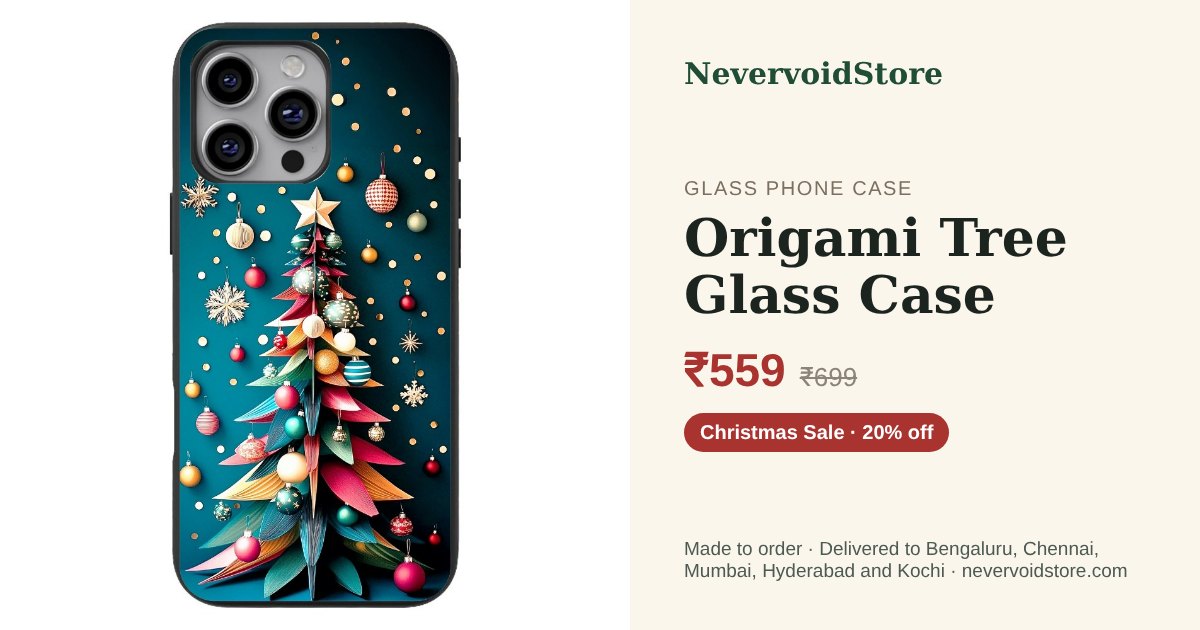 NevervoidStore
GLASS PHONE CASE
Origami Tree
Glass Case
₹559 ₹699
Christmas Sale · 20% off
Made to order · Delivered to Bengaluru, Chennai,
Mumbai, Hyderabad and Kochi · nevervoidstore.com